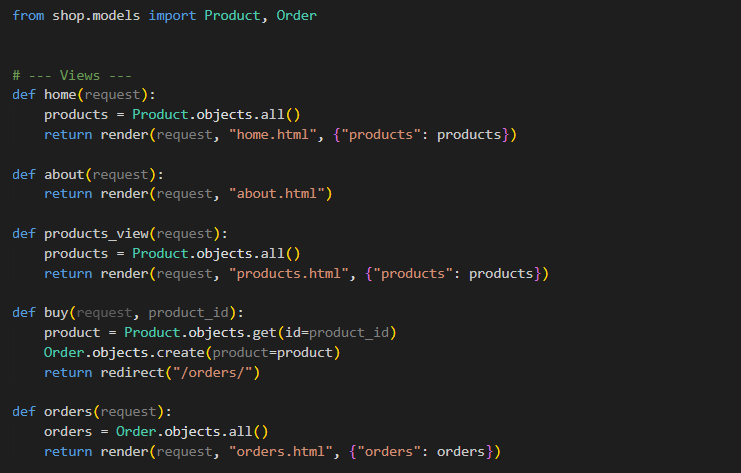 from shop.models import Product, Order
# --- Views ---
def home(request):
    products = Product.objects.all()
    return render(request, "home.html", {"products": products})
def about(request):
    return render(request, "about.html")
def products_view(request):
    products = Product.objects.all()
    return render(request, "products.html", {"products": products})
def buy(request, product_id):
    product = Product.objects.get(id=product_id)
    Order.objects.create(product=product)
    return redirect("/orders/")
def orders(request):
    orders = Order.objects.all()
    return render(request, "orders.html", {"orders": orders})